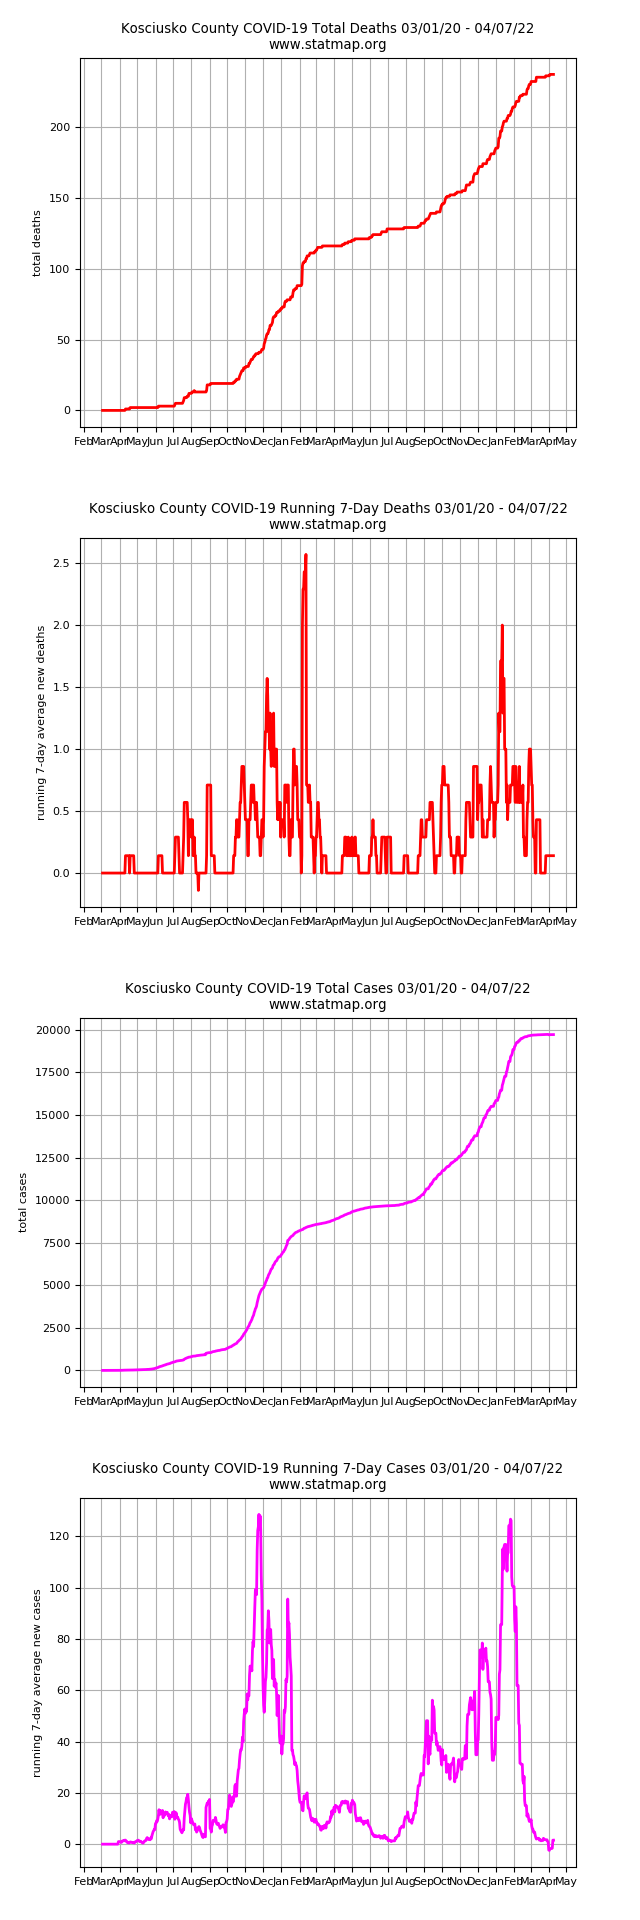 Kosciusko County COVID-19 Total Deaths 03/01/20 - 04/07/22
www.statmap.org
total deaths
200
150
100
50
0
Feb Mar Apr May Jun Jul Aug Sep Oct Nov Dec Jan Feb Mar Apr May Jun Jul Aug Sep Oct Nov Dec Jan Feb Mar Apr May
Kosciusko County COVID-19 Running 7-Day Deaths 03/01/20 - 04/07/22
www.statmap.org
running 7-day average new deaths
2.5
2.0
1.5
1.0
0.5
0.0
Feb Mar Apr May Jun Jul Aug Sep Oct Nov Dec Jan Feb Mar Apr May Jun Jul Aug Sep Oct Nov Dec Jan Feb Mar Apr May
Kosciusko County COVID-19 Total Cases 03/01/20 - 04/07/22
www.statmap.org
total cases
20000
17500
15000
12500
10000
7500
5000
2500
0
Feb Mar Apr May Jun Jul Aug Sep Oct Nov Dec Jan Feb Mar Apr May Jun Jul Aug Sep Oct Nov Dec Jan Feb Mar Apr May
Kosciusko County COVID-19 Running 7-Day Cases 03/01/20 - 04/07/22
www.statmap.org
running 7-day average new cases
120
100
80
60
40
20
0
Feb Mar Apr May Jun Jul Aug Sep Oct Nov Dec Jan Feb Mar Apr May Jun Jul Aug Sep Oct Nov Dec Jan Feb Mar Apr May